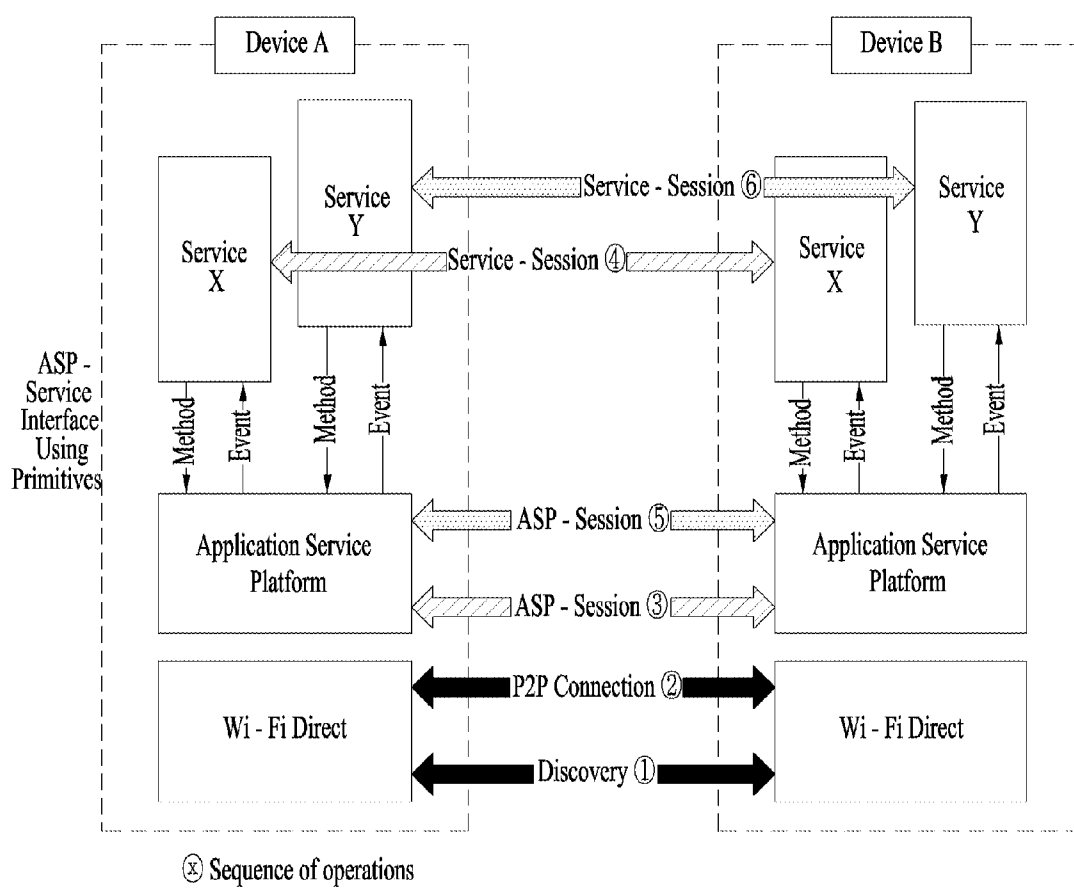 Device A
Device B
Service
Y
Service - Session ⑥
Service
Y
Service
X
Service - Session ④
Service
X
ASP -
Service
Interface
Using
Primitives
Method
Event
Method
Event
Method
Event
Method
Event
Application Service
Platform
ASP - Session ⑤
ASP - Session ③
Application Service
Platform
Wi - Fi Direct
P2P Connection ②
Discovery ①
Wi - Fi Direct
ⓧ Sequence of operations